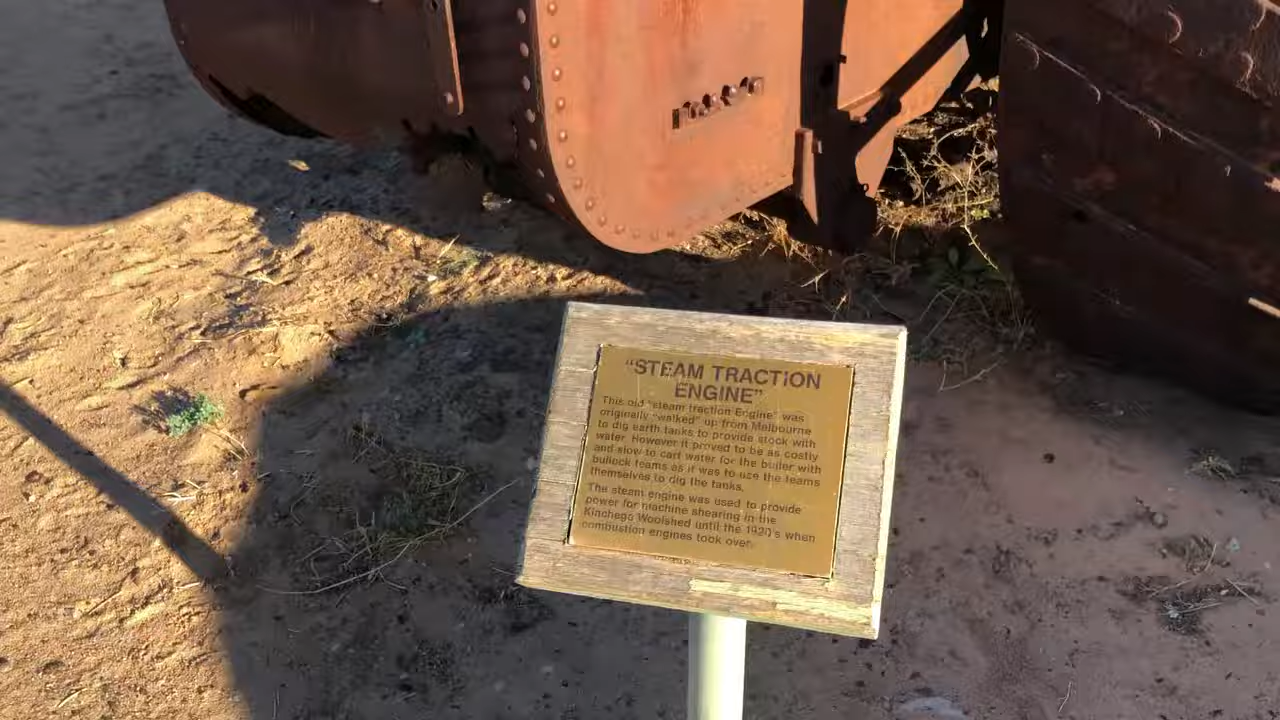 "STEAM TRACTION
ENGINE"
This old "steam traction Engine" was
originally "walked" up from Melbourne
to dig earth tanks to provide stock with
water. However it proved to be as costly
and slow to cart water for the boiler with
bullock teams as it was to use the teams
themselves to dig the tanks.
The steam engine was used to provide
power for machine shearing in the
Kinchega Woolshed until the 1920's when
combustion engines took over.